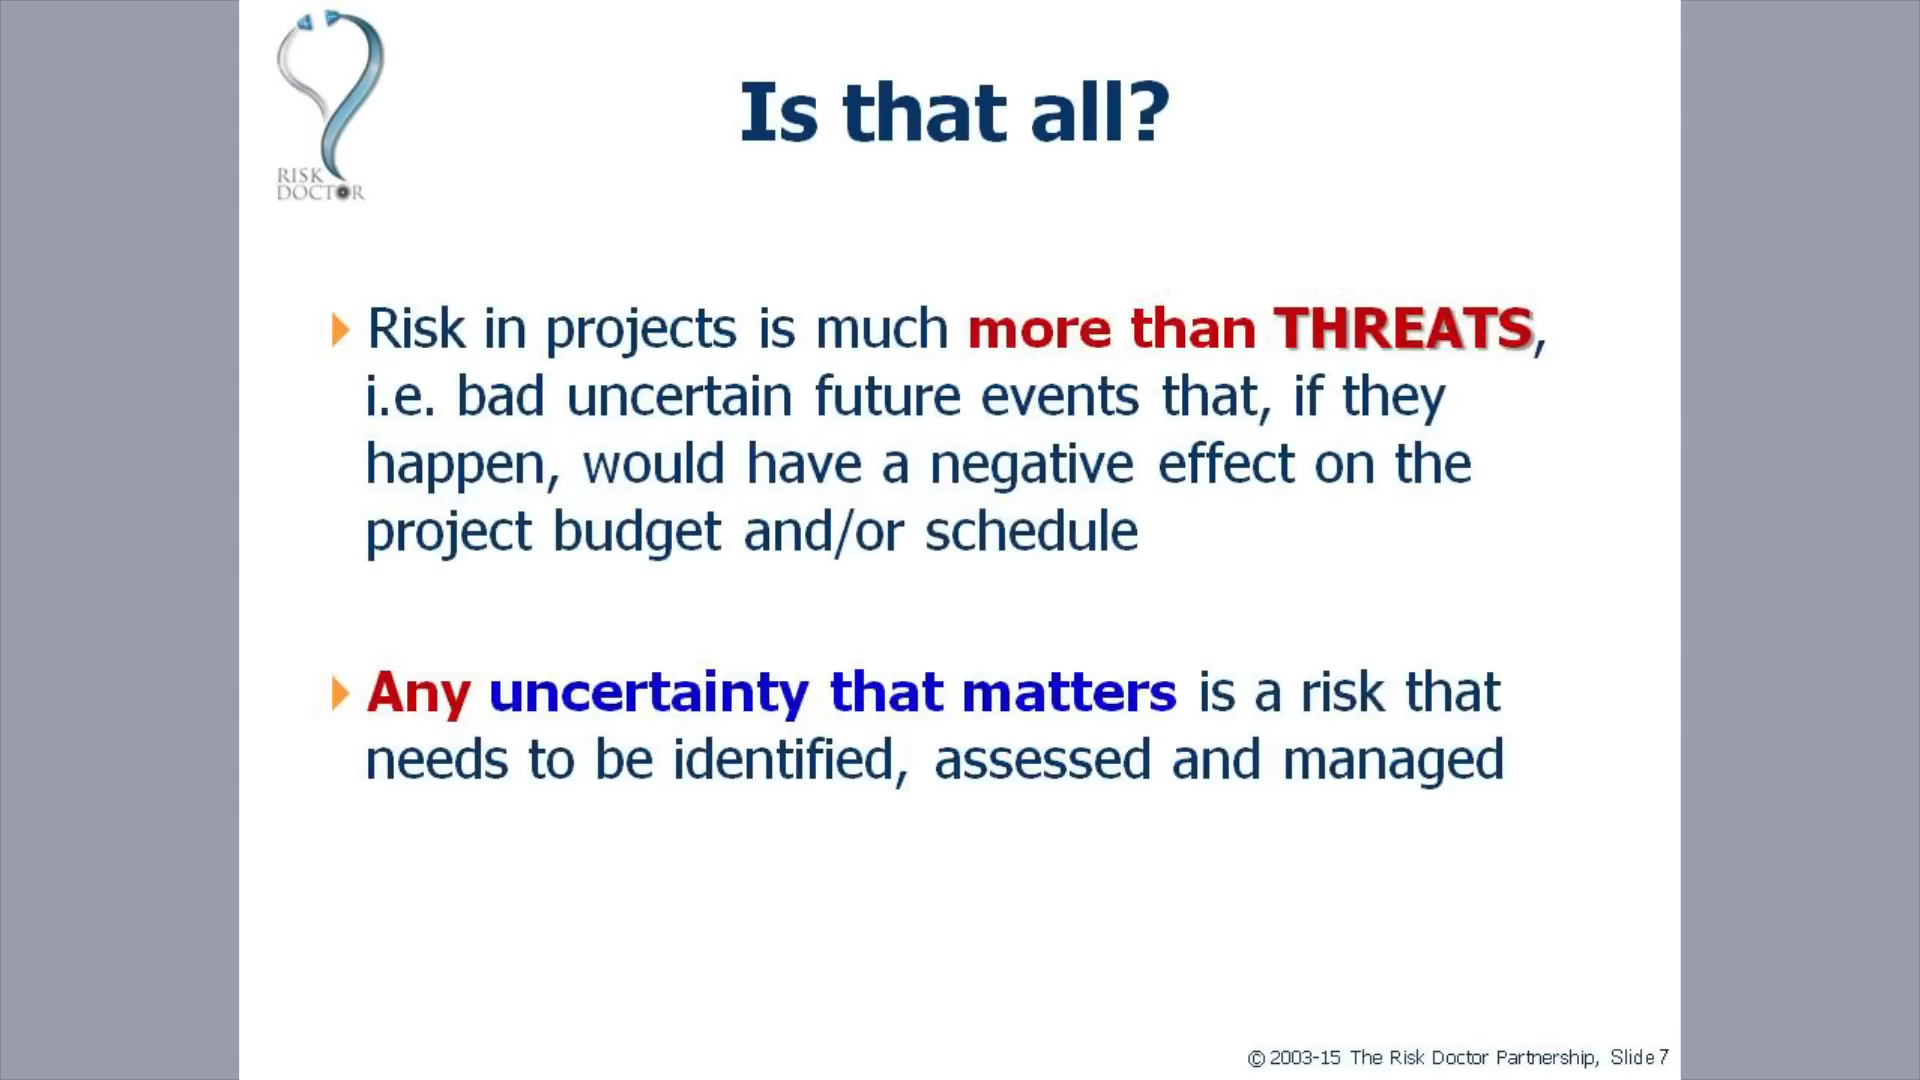 RISK
DOCTOR
Is that all?
Risk in projects is much more than THREATS,
i.e. bad uncertain future events that, if they
happen, would have a negative effect on the
project budget and/or schedule
Any uncertainty that matters is a risk that
needs to be identified, assessed and managed
© 2003-15 The Risk Doctor Partnership, Slide 7